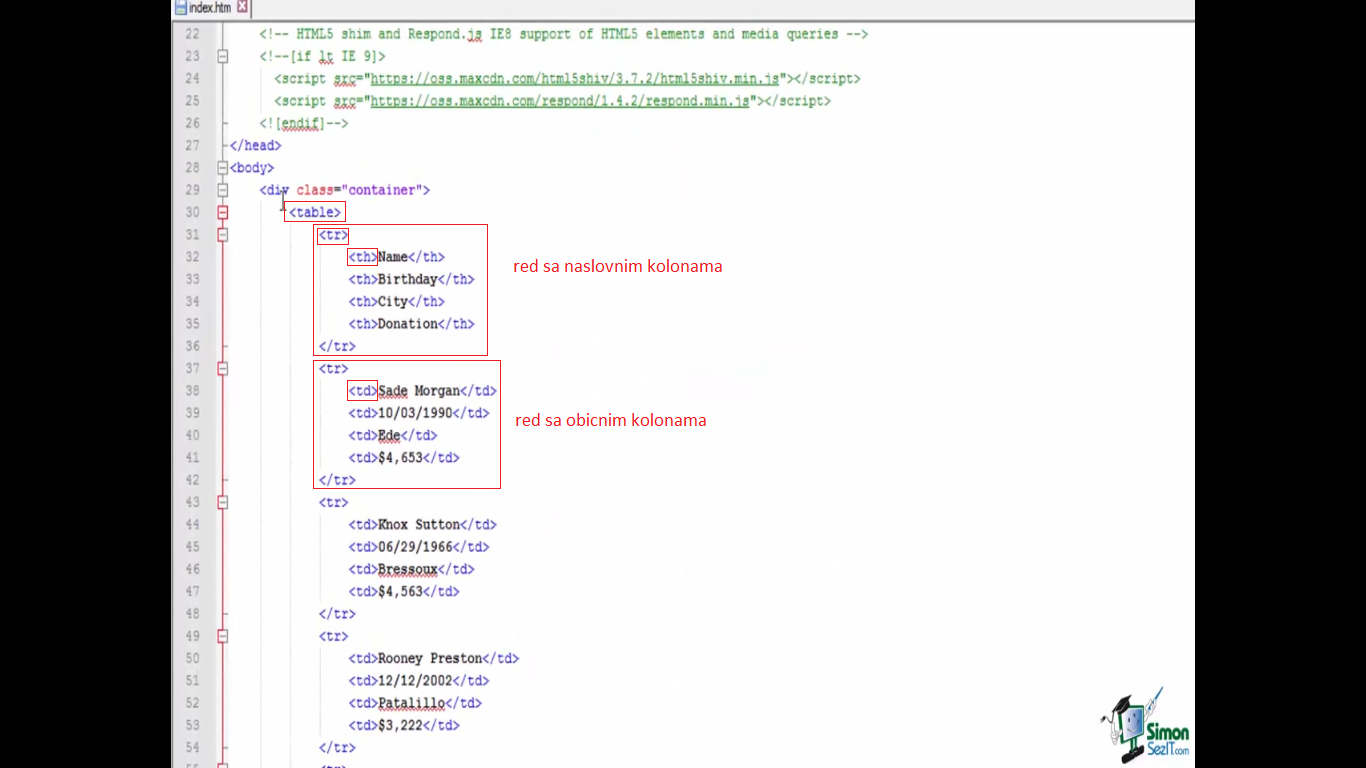 index.htm
22 <!-- HTML5 shim and Respond.js IE8 support of HTML5 elements and media queries -->
23 <!--[if lt IE 9]>
24 <script src="https://oss.maxcdn.com/html5shiv/3.7.2/html5shiv.min.js"></script>
25 <script src="https://oss.maxcdn.com/respond/1.4.2/respond.min.js"></script>
26 <![endif]-->
27 </head>
28 <body>
29 <div class="container">
30 <table>
31 <tr>
32 <th>Name</th>
red sa naslovnim kolonama
33 <th>Birthday</th>
34 <th>City</th>
35 <th>Donation</th>
36 </tr>
37 <tr>
38 <td>Sade Morgan</td>
39 <td>10/03/1990</td>
red sa obicnim kolonama
40 <td>Ede</td>
41 <td>$4,653</td>
42 </tr>
43 <tr>
44 <td>Knox Sutton</td>
45 <td>06/29/1966</td>
46 <td>Bressoux</td>
47 <td>$4,563</td>
48 </tr>
49 <tr>
50 <td>Rooney Preston</td>
51 <td>12/12/2002</td>
52 <td>Patalillo</td>
53 <td>$3,222</td>
54 </tr>
Simon
SezIT.com